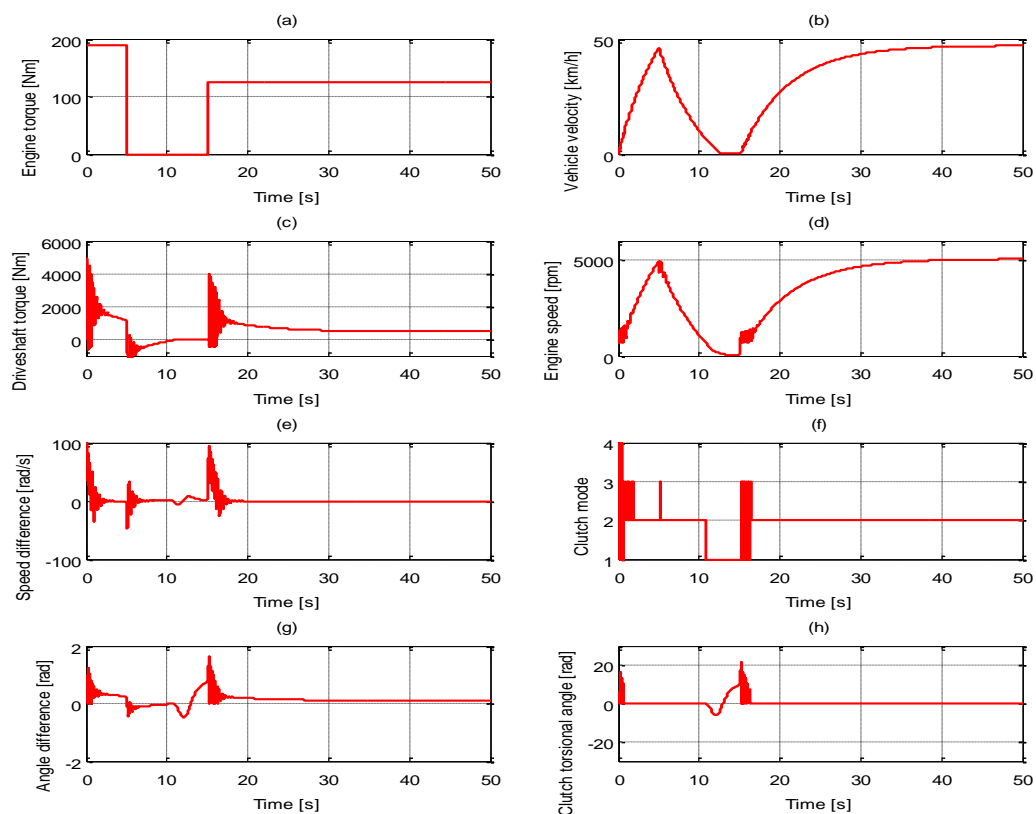 (a)
Engine torque [Nm]
200
100
0
0 10 20 30 40 50
Time [s]
(b)
Vehicle velocity [km/h]
50
0
0 10 20 30 40 50
Time [s]
(c)
Driveshaft torque [Nm]
6000
4000
2000
0
0 10 20 30 40 50
Time [s]
(d)
Engine speed [rpm]
5000
0
0 10 20 30 40 50
Time [s]
(e)
Speed difference [rad/s]
100
0
-100
0 10 20 30 40 50
Time [s]
(f)
Clutch mode
4
3
2
1
0 10 20 30 40 50
Time [s]
(g)
Angle difference [rad]
2
0
-2
0 10 20 30 40 50
Time [s]
(h)
Clutch torsional angle [rad]
20
0
-20
0 10 20 30 40 50
Time [s]